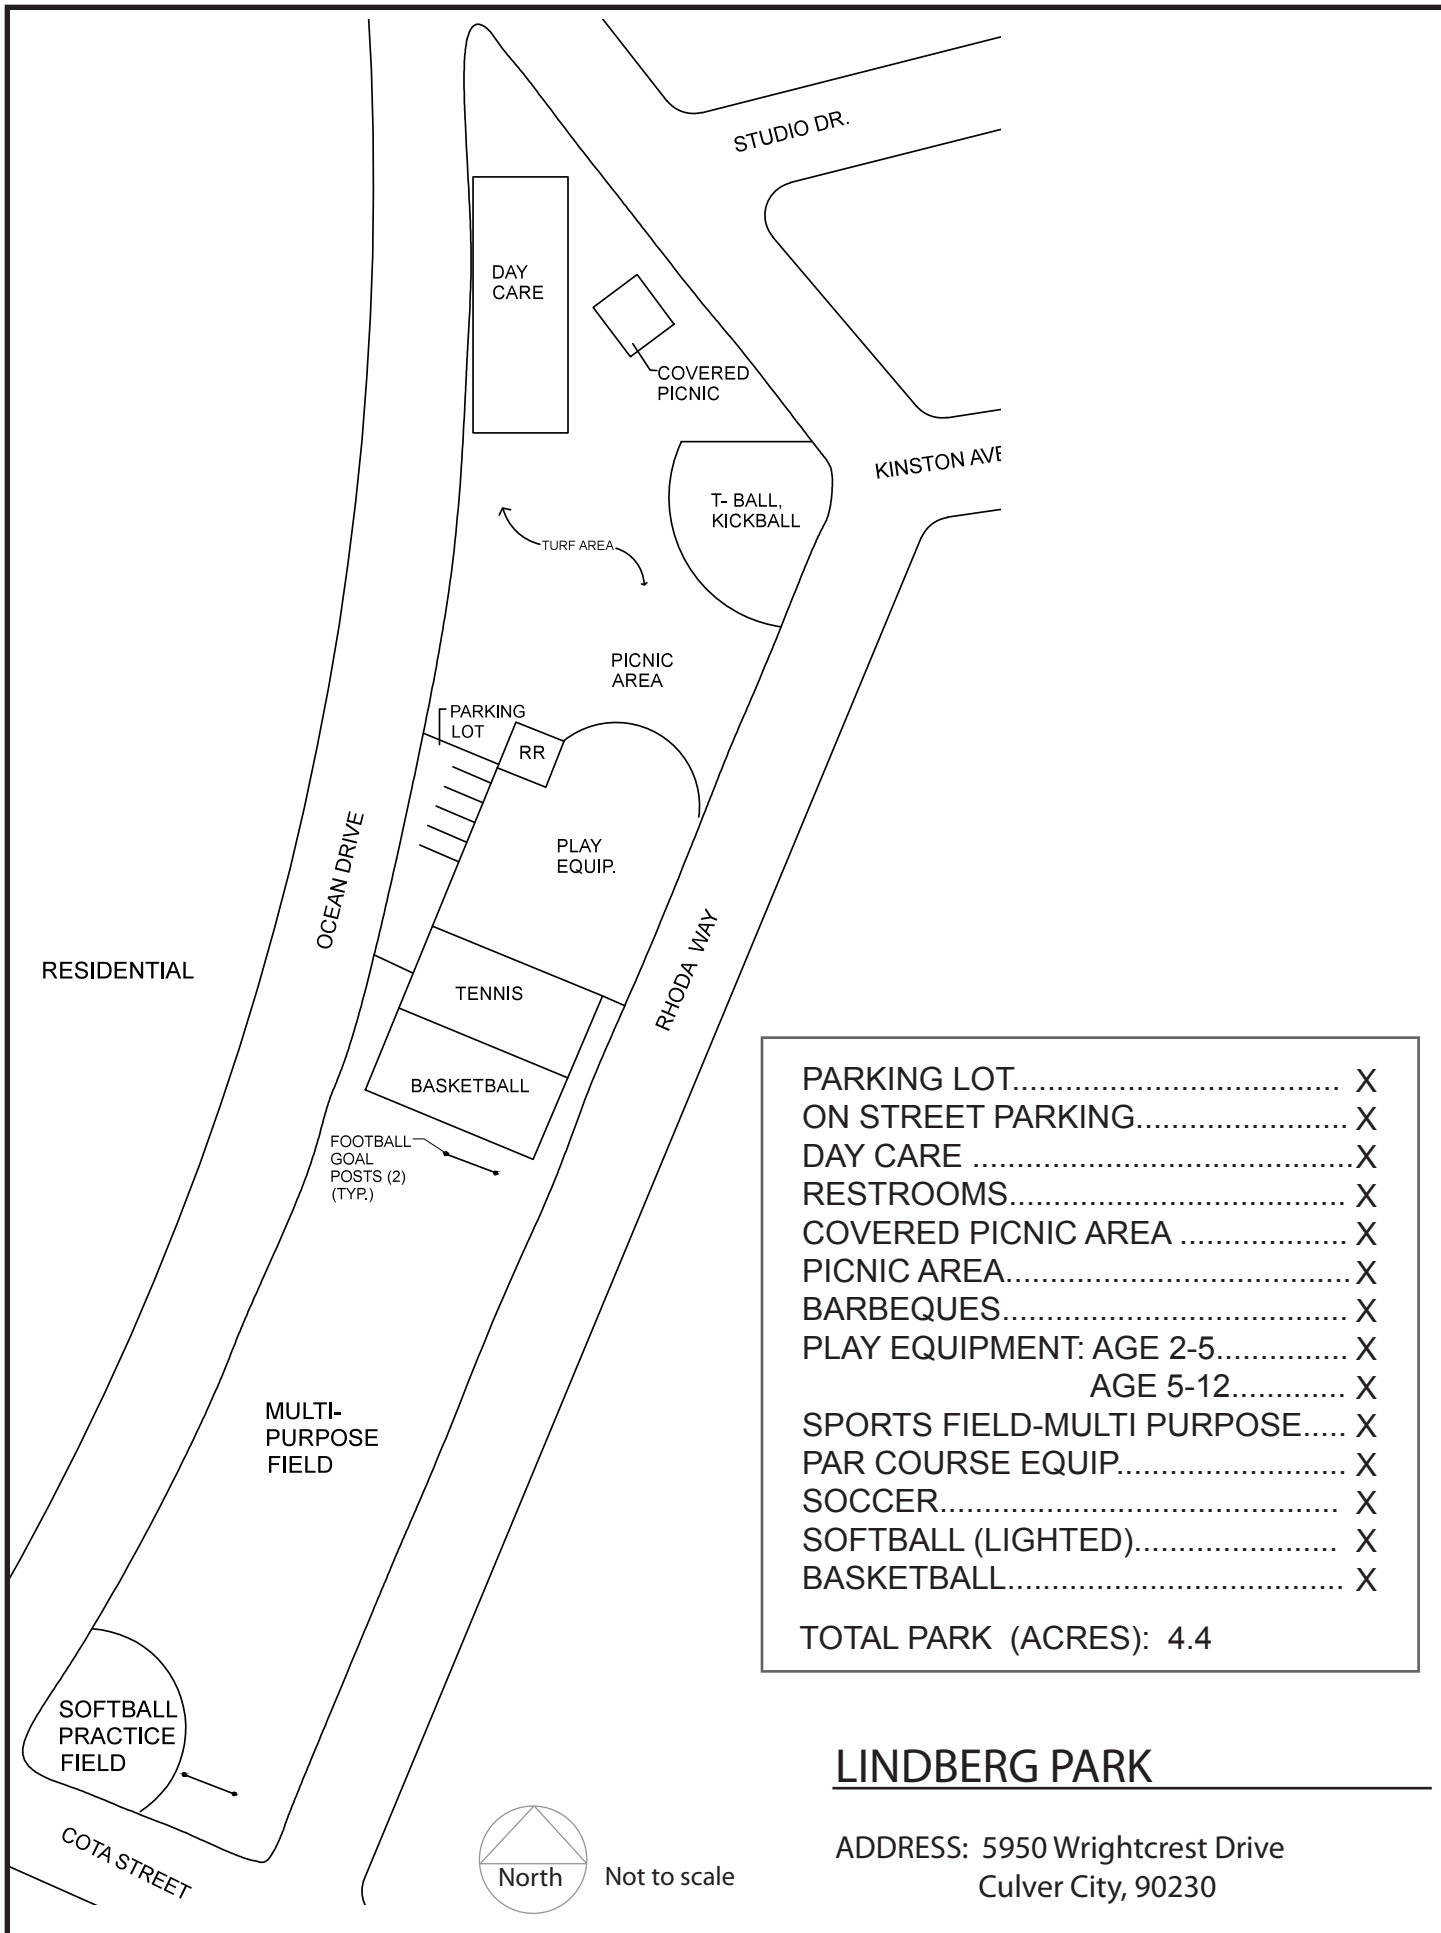 STUDIO DR.
DAY
CARE
COVERED
PICNIC
KINSTON AVE
T- BALL,
KICKBALL
TURF AREA
PICNIC
AREA
PARKING
LOT
RR
PLAY
EQUIP.
OCEAN DRIVE
RHODA WAY
RESIDENTIAL
TENNIS
BASKETBALL
FOOTBALL
GOAL
POSTS (2)
(TYP.)
MULTI-
PURPOSE
FIELD
SOFTBALL
PRACTICE
FIELD
COTA STREET
North
Not to scale
PARKING LOT..................................... X
ON STREET PARKING........................ X
DAY CARE ...........................................X
RESTROOMS...................................... X
COVERED PICNIC AREA ................... X
PICNIC AREA.......................................X
BARBEQUES....................................... X
PLAY EQUIPMENT: AGE 2-5............... X
AGE 5-12............. X
SPORTS FIELD-MULTI PURPOSE..... X
PAR COURSE EQUIP.......................... X
SOCCER............................................. X
SOFTBALL (LIGHTED)....................... X
BASKETBALL...................................... X
TOTAL PARK (ACRES): 4.4
LINDBERG PARK
ADDRESS: 5950 Wrightcrest Drive
Culver City, 90230